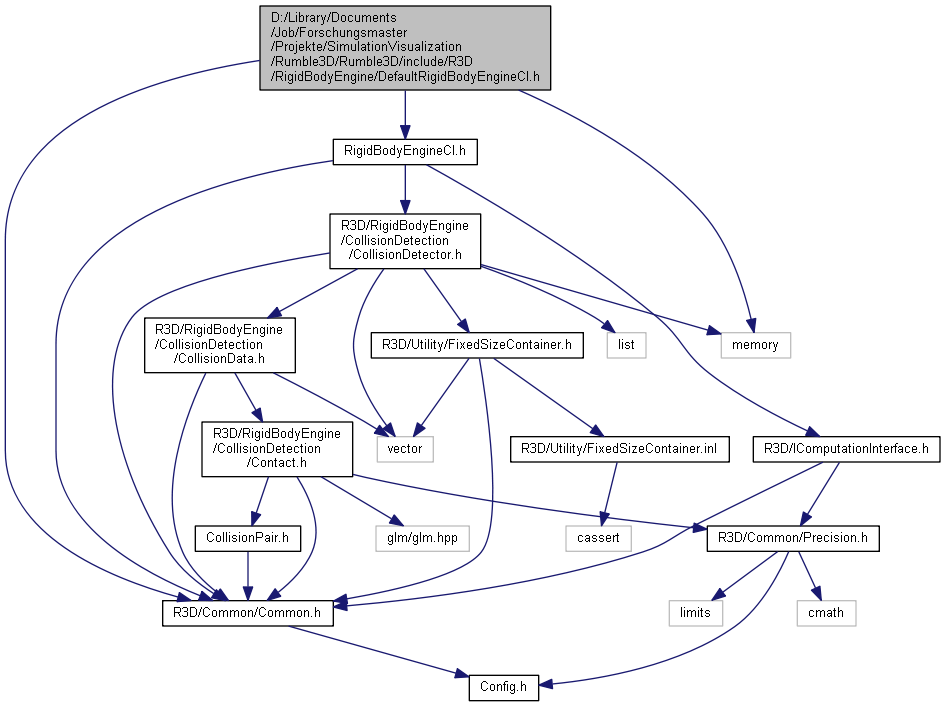 D:/Library/Documents
/Job/Forschungsmaster
/Projekte/SimulationVisualization
/Rumble3D/Rumble3D/include/R3D
/RigidBodyEngine/DefaultRigidBodyEngineCI.h
RigidBodyEngineCI.h
R3D/RigidBodyEngine
/CollisionDetection
/CollisionDetector.h
R3D/RigidBodyEngine
/CollisionDetection
/CollisionData.h
R3D/Utility/FixedSizeContainer.h
list
memory
R3D/RigidBodyEngine
/CollisionDetection
/Contact.h
vector
R3D/Utility/FixedSizeContainer.inl
R3D/IComputationInterface.h
CollisionPair.h
glm/glm.hpp
cassert
R3D/Common/Precision.h
R3D/Common/Common.h
limits
cmath
Config.h